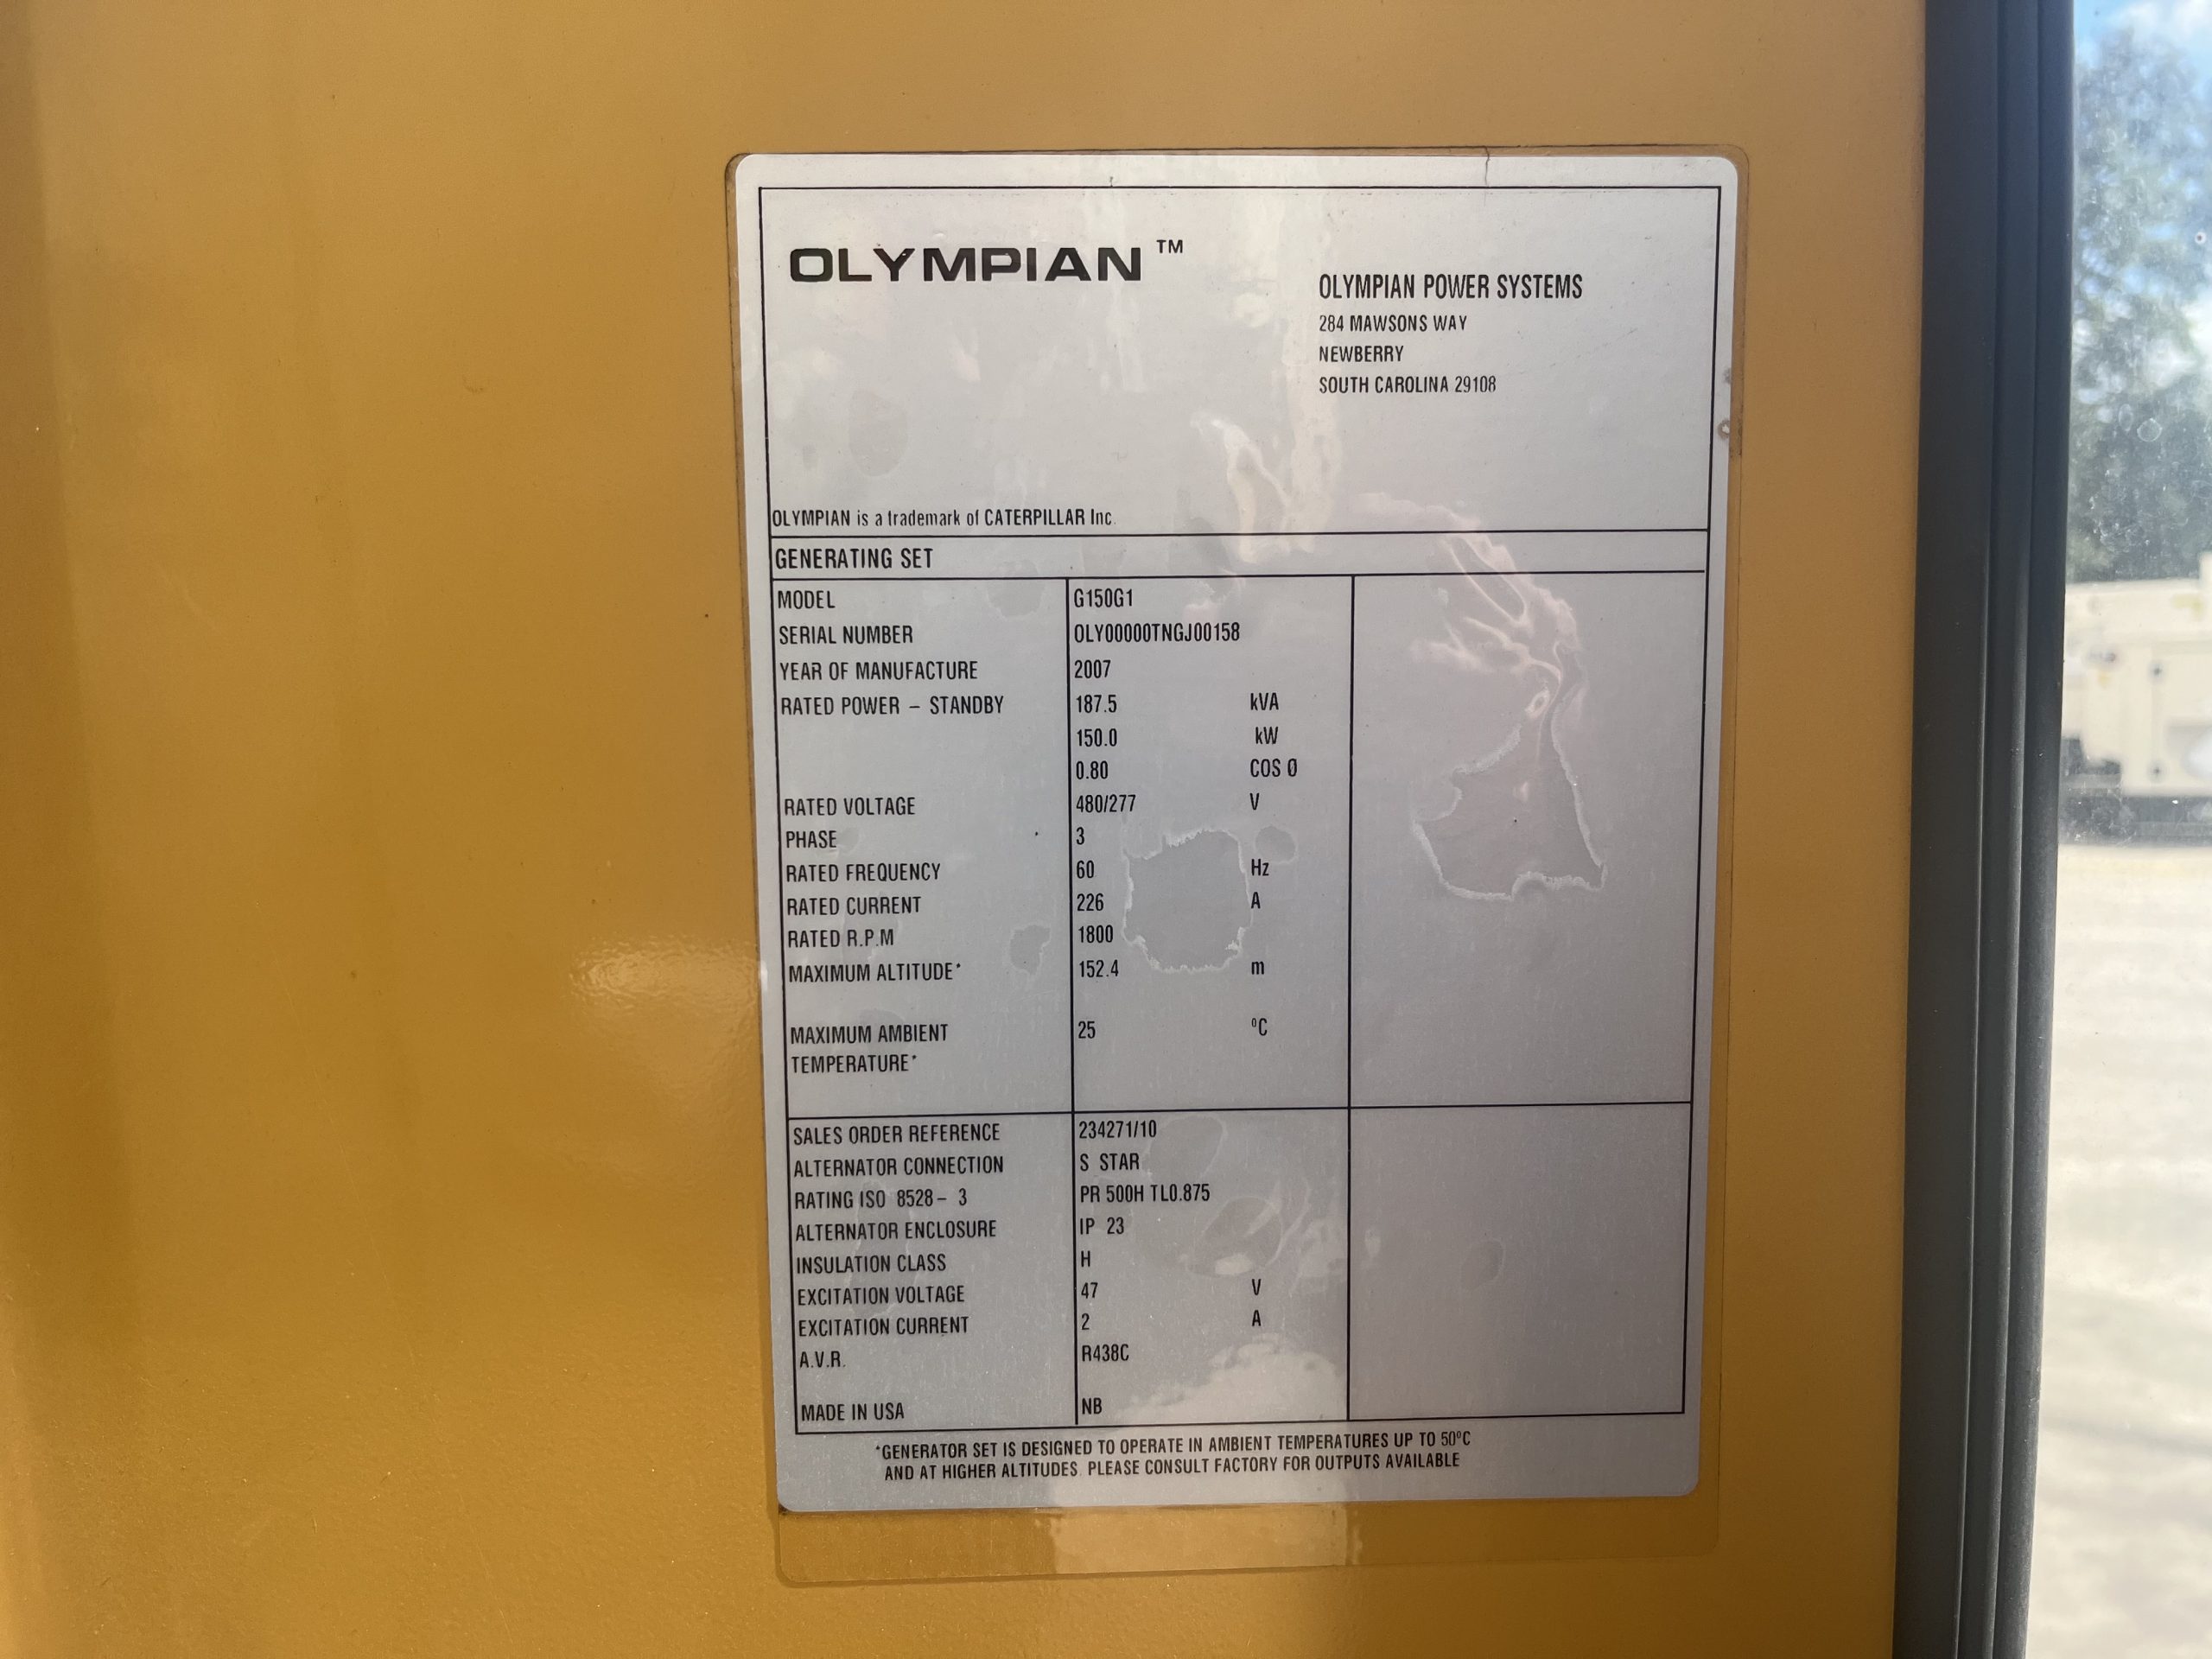 OLYMPIAN ™
OLYMPIAN POWER SYSTEMS
284 MAWSONS WAY
NEWBERRY
SOUTH CAROLINA 29108
OLYMPIAN is a trademark of CATERPILLAR Inc.
GENERATING SET
MODEL G150G1
SERIAL NUMBER OLY00000TNGJ00158
YEAR OF MANUFACTURE 2007
RATED POWER – STANDBY 187.5 kVA
150.0 kW
0.80 COS Ø
RATED VOLTAGE 480/277 V
PHASE 3
RATED FREQUENCY 60 Hz
RATED CURRENT 226 A
RATED R.P.M 1800
MAXIMUM ALTITUDE* 152.4 m
MAXIMUM AMBIENT 25 °C
TEMPERATURE*
SALES ORDER REFERENCE 234271/10
ALTERNATOR CONNECTION S STAR
RATING ISO 8528– 3 PR 500H TL0.875
ALTERNATOR ENCLOSURE IP 23
INSULATION CLASS H
EXCITATION VOLTAGE 47 V
EXCITATION CURRENT 2 A
A.V.R. R438C
MADE IN USA NB
*GENERATOR SET IS DESIGNED TO OPERATE IN AMBIENT TEMPERATURES UP TO 50°C
AND AT HIGHER ALTITUDES. PLEASE CONSULT FACTORY FOR OUTPUTS AVAILABLE